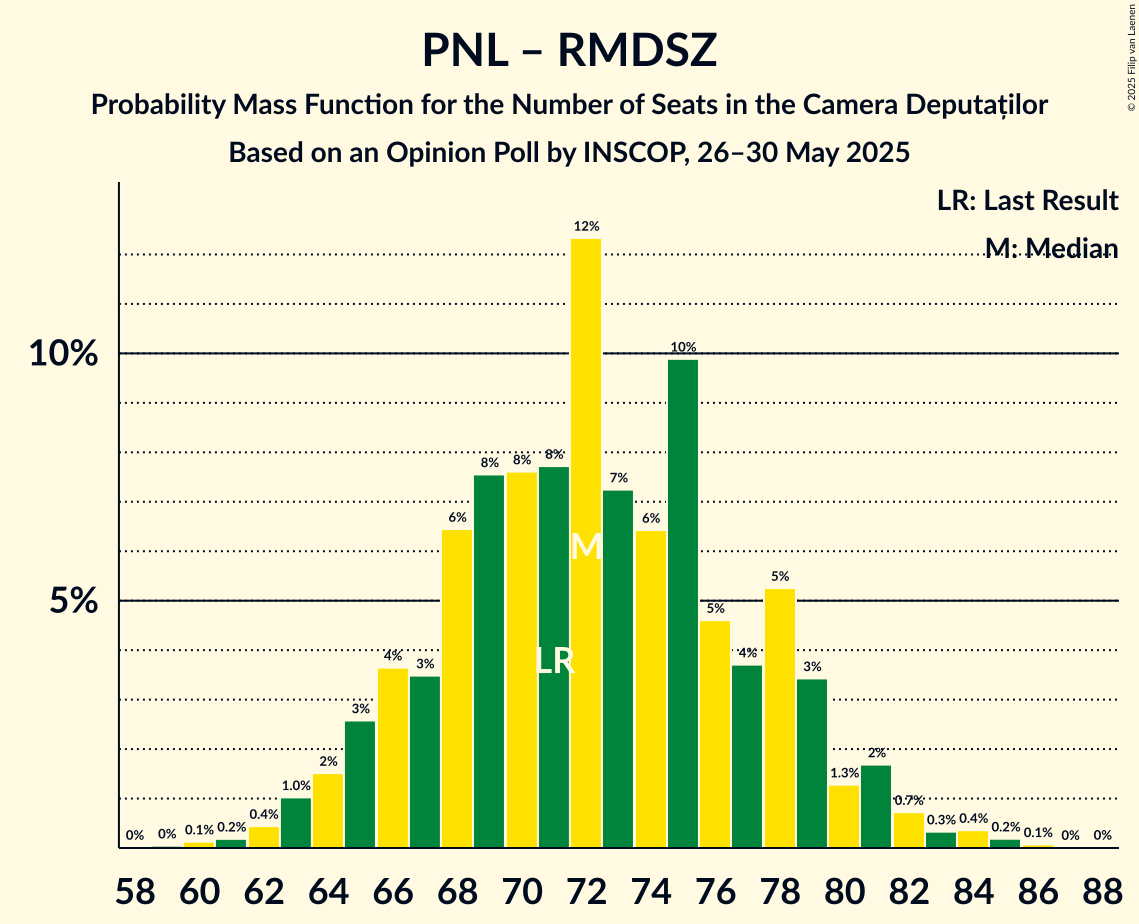 PNL – RMDSZ
Probability Mass Function for the Number of Seats in the Camera Deputaților
Based on an Opinion Poll by INSCOP, 26–30 May 2025
© 2025 Filip van Laenen
LR: Last Result
M: Median
10%
5%
0% 0% 0.1% 0.2% 0.4% 1.0% 2% 3% 4% 3% 6% 8% 8% 8% 12% 7% 6% 10% 5% 4% 5% 3% 1.3% 2% 0.7% 0.3% 0.4% 0.2% 0.1% 0% 0%
M
LR
58 60 62 64 66 68 70 72 74 76 78 80 82 84 86 88